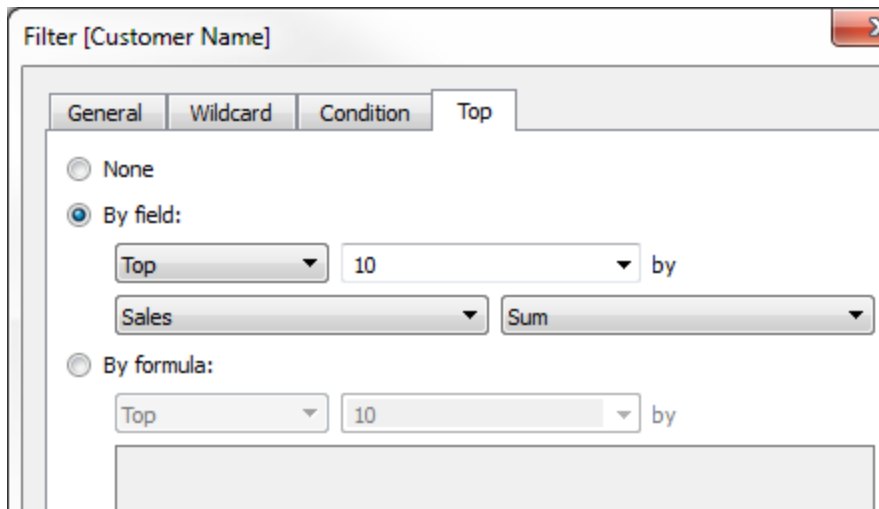 Filter [Customer Name]
General Wildcard Condition Top
None
By field:
Top 10 by
Sales Sum
By formula:
Top 10 by